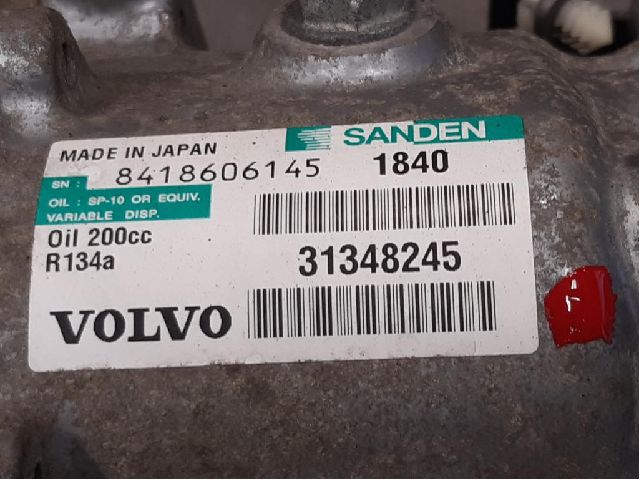 SANDEN
MADE IN JAPAN
SN : 8418606145 1840
OIL : SP-10 OR EQUIV.
VARIABLE DISP.
Oil 200cc
R134a
31348245
VOLVO